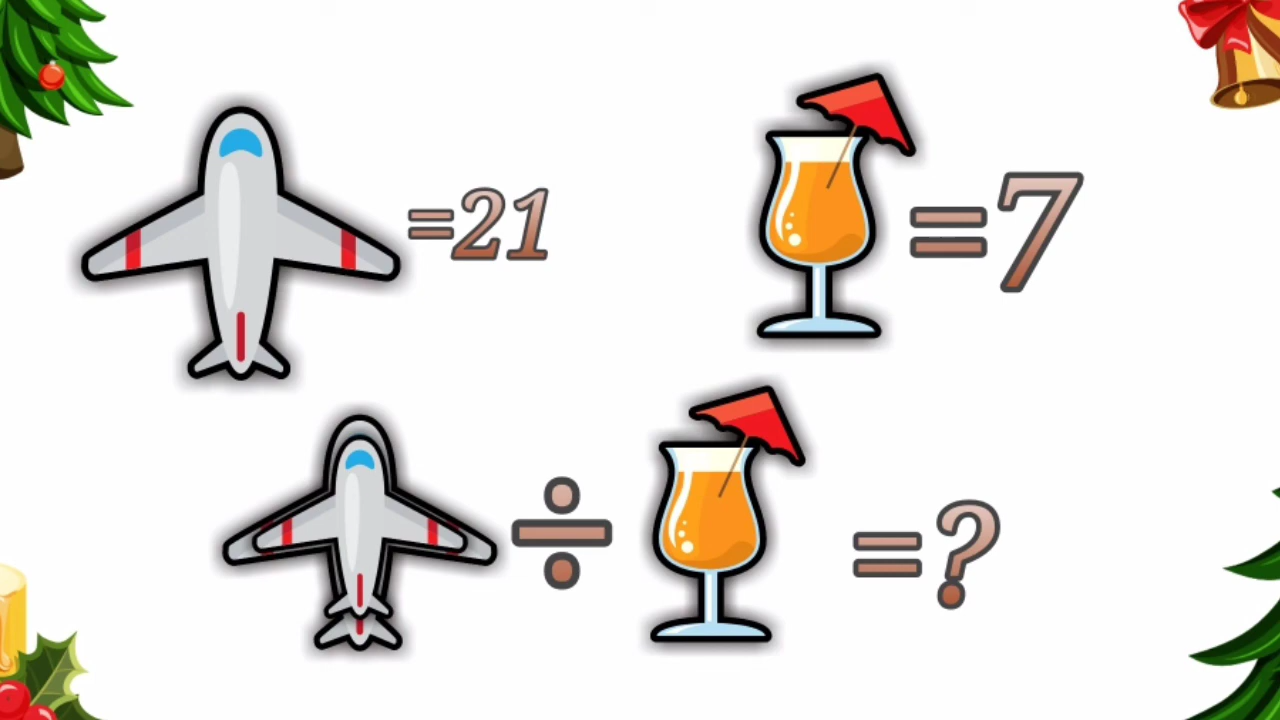 =21
=7
÷
=?